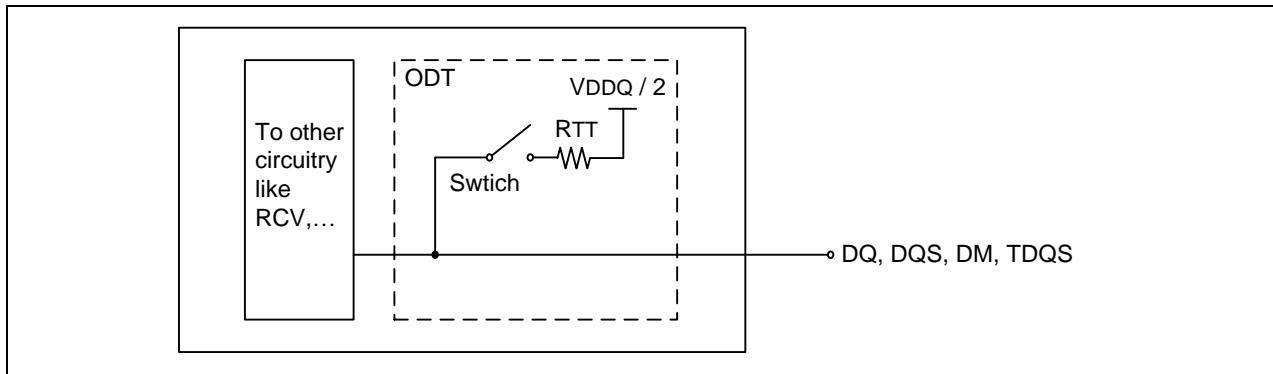 ODT
VDDQ / 2
RTT
Swtich
To other
circuitry
like
RCV,…
DQ, DQS, DM, TDQS